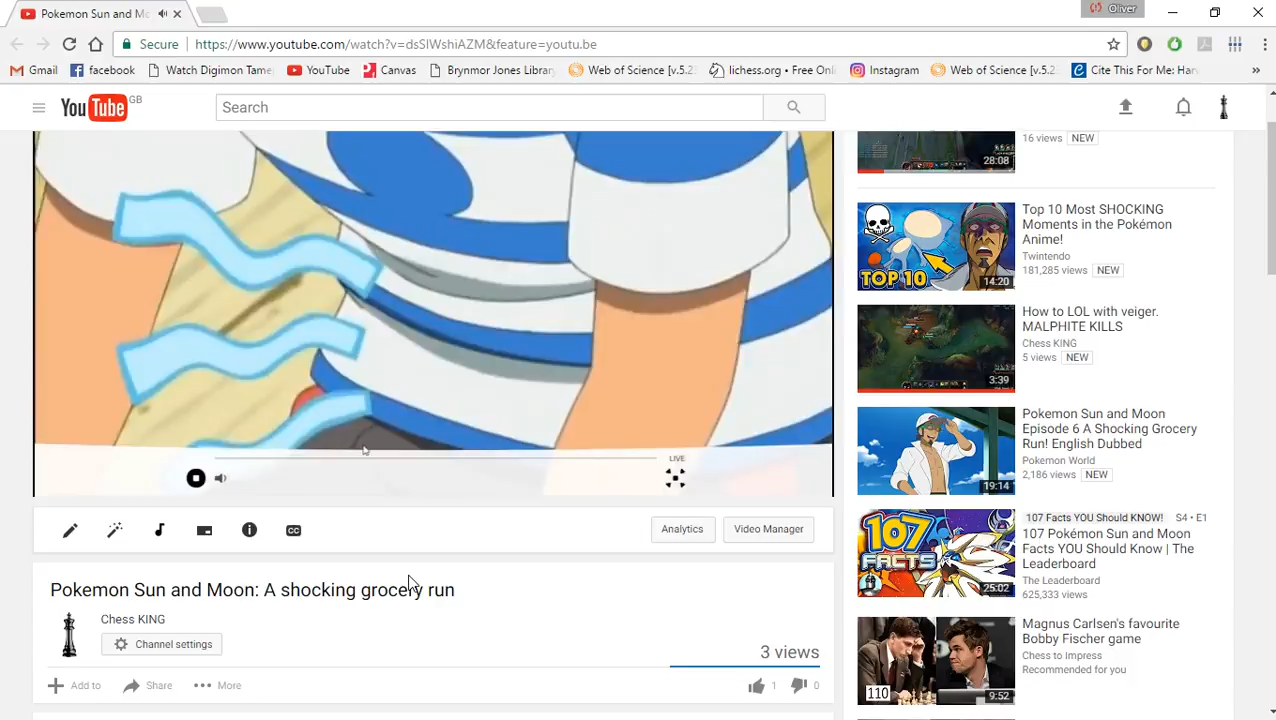 Pokemon Sun and Mo
Oliver
Secure
https://www.youtube.com/watch?v=dsSIWshiAZM&feature=youtu.be
Gmail
facebook
Watch Digimon Tame
YouTube
Canvas
Brynmor Jones Library
Web of Science [v.5.23
lichess.org • Free Onli
Instagram
Web of Science [v.5.23
Cite This For Me: Harv
YouTube GB
Search
16 views NEW
28:08
Top 10 Most SHOCKING
Moments in the Pokémon
Anime!
Twintendo
181,285 views NEW
TOP 10
14:20
How to LOL with veiger.
MALPHITE KILLS
Chess KING
5 views NEW
3:39
Pokemon Sun and Moon
Episode 6 A Shocking Grocery
Run! English Dubbed
Pokemon World
2,186 views NEW
19:14
LIVE
107 Facts YOU Should KNOW! S4 • E1
107 Pokémon Sun and Moon
Facts YOU Should Know | The
Leaderboard
The Leaderboard
625,333 views
107
FACTS
25:02
Analytics
Video Manager
CC
Pokemon Sun and Moon: A shocking grocery run
Chess KING
Channel settings
3 views
Add to
Share
More
1
0
Magnus Carlsen's favourite
Bobby Fischer game
Chess to Impress
Recommended for you
110
9:52